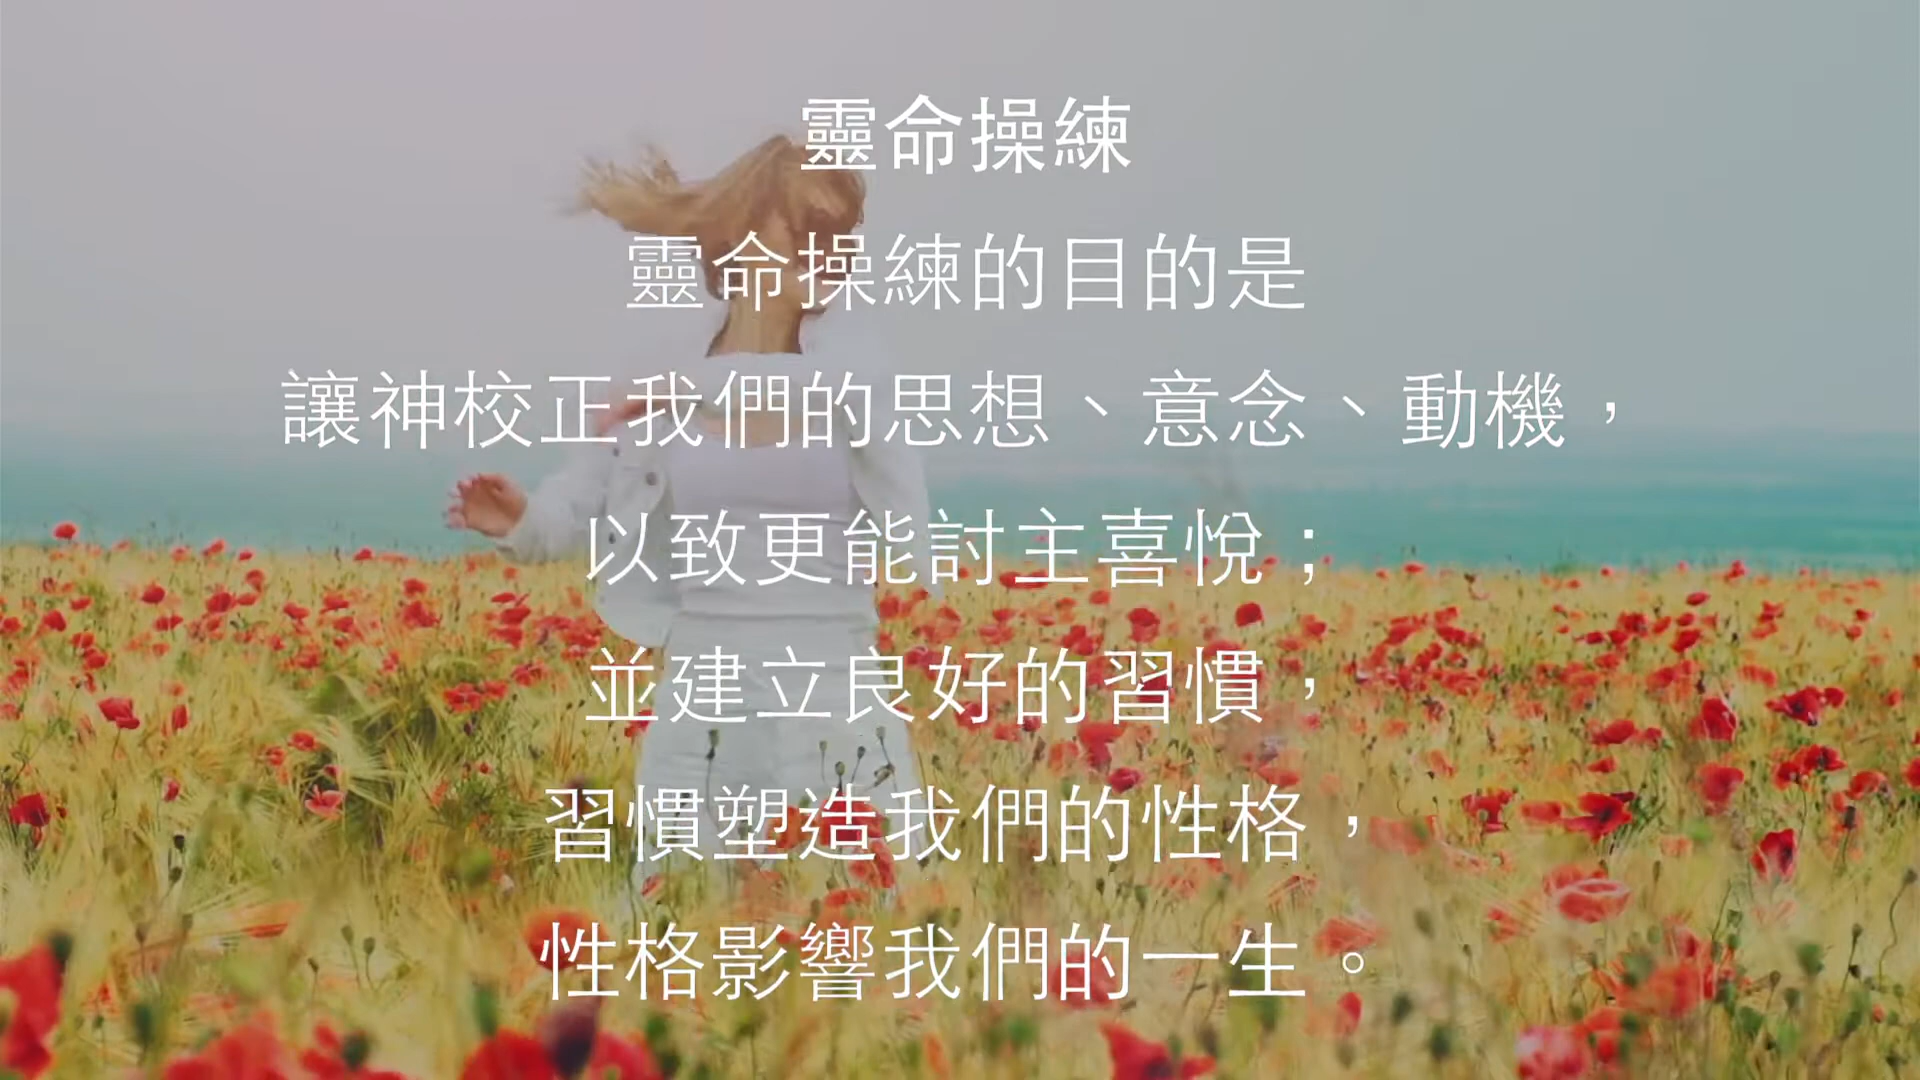 靈命操練
靈命操練的目的是
讓神校正我們的思想、意念、動機，
以致更能討主喜悅；
並建立良好的習慣，
習慣塑造我們的性格，
性格影響我們的一生。